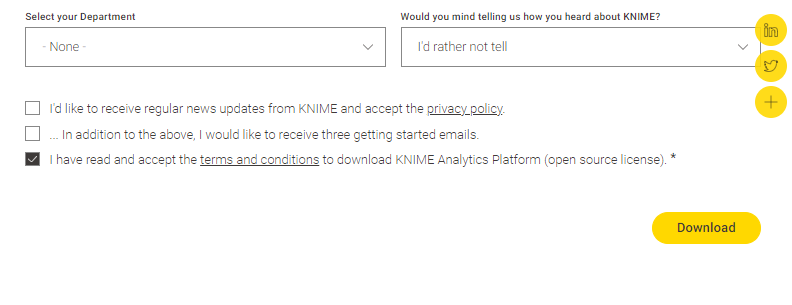 Select your Department
Would you mind telling us how you heard about KNIME?
- None -
I'd rather not tell
I'd like to receive regular news updates from KNIME and accept the privacy policy.
... In addition to the above, I would like to receive three getting started emails.
I have read and accept the terms and conditions to download KNIME Analytics Platform (open source license). *
Download